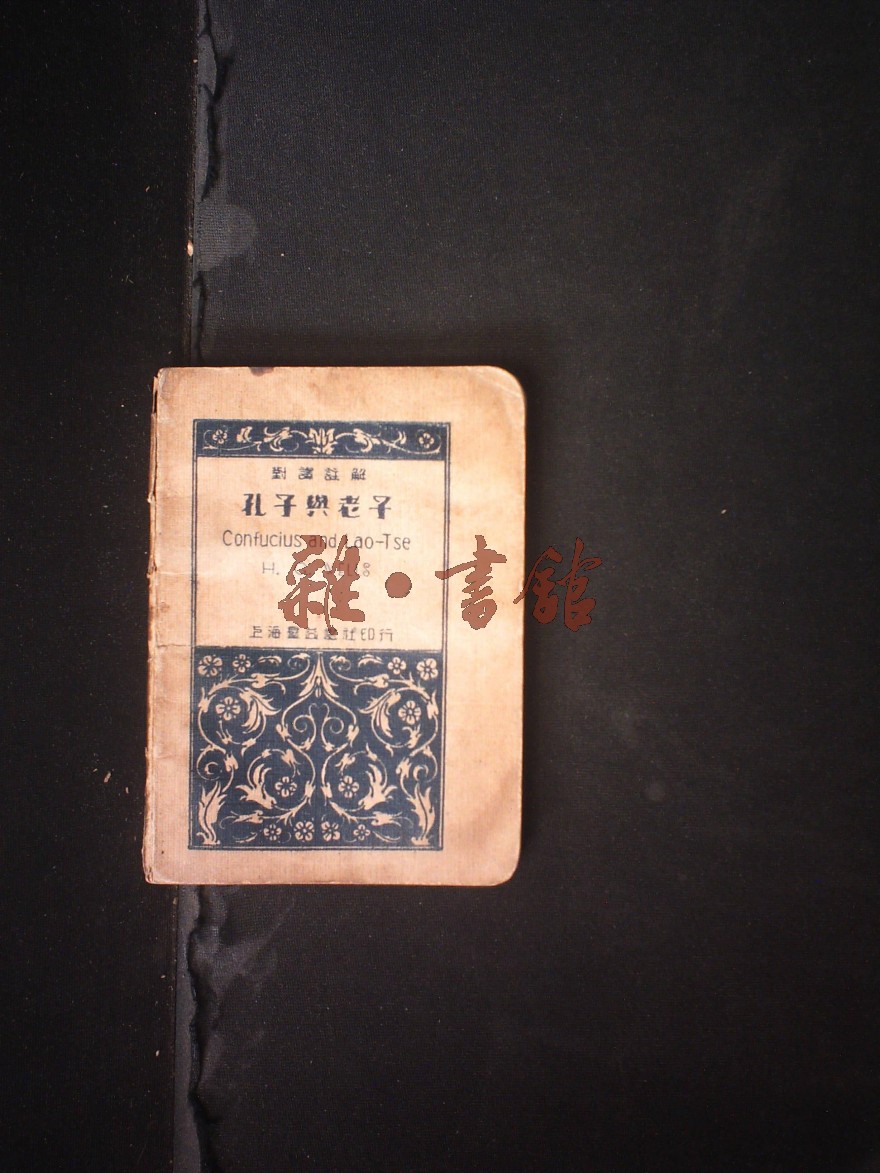 對譯註解
孔子與老子
Confucius and Lao-Tse
H.
上海 社印行
雜·書館